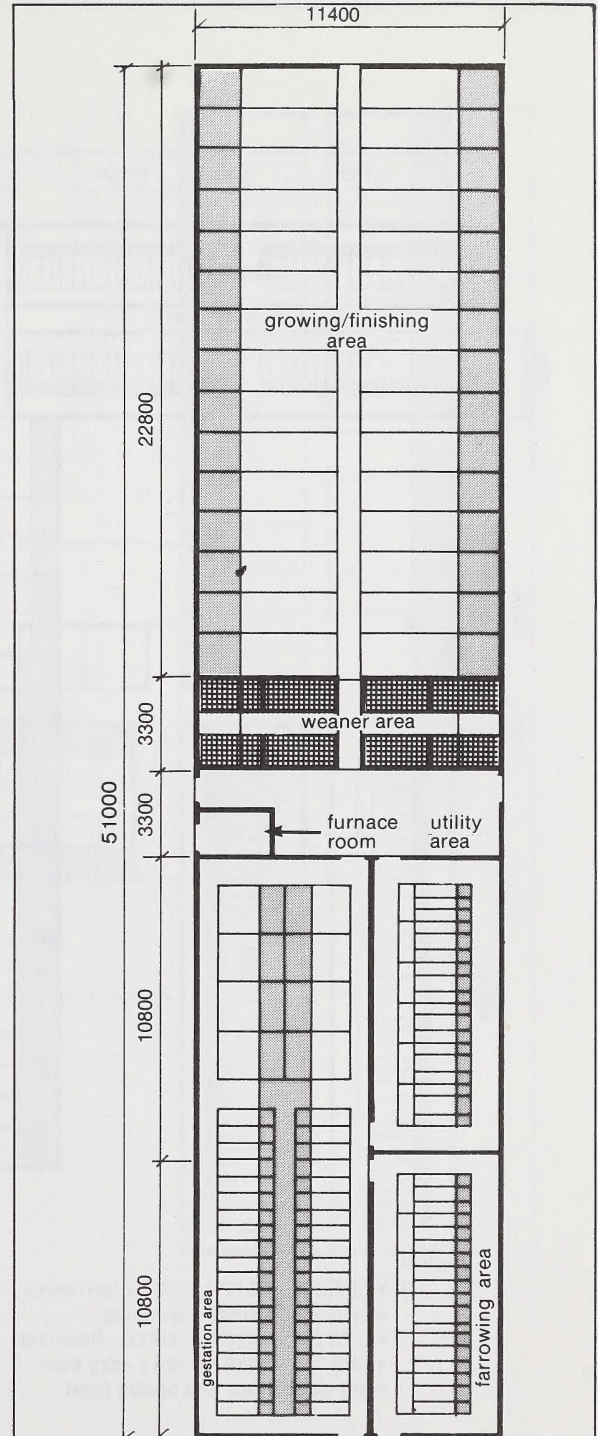 11400
growing/finishing
area
22800
weaner area
3300
51000
3300
furnace
room
utility
area
10800
10800
gestation area
farrowing area